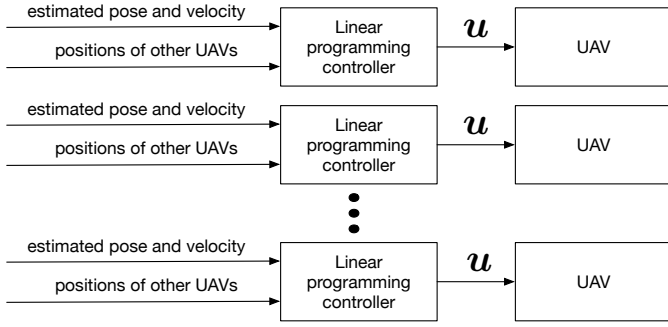 estimated pose and velocity
positions of other UAVs
Linear
programming
controller
u
UAV
estimated pose and velocity
positions of other UAVs
Linear
programming
controller
u
UAV
estimated pose and velocity
positions of other UAVs
Linear
programming
controller
u
UAV